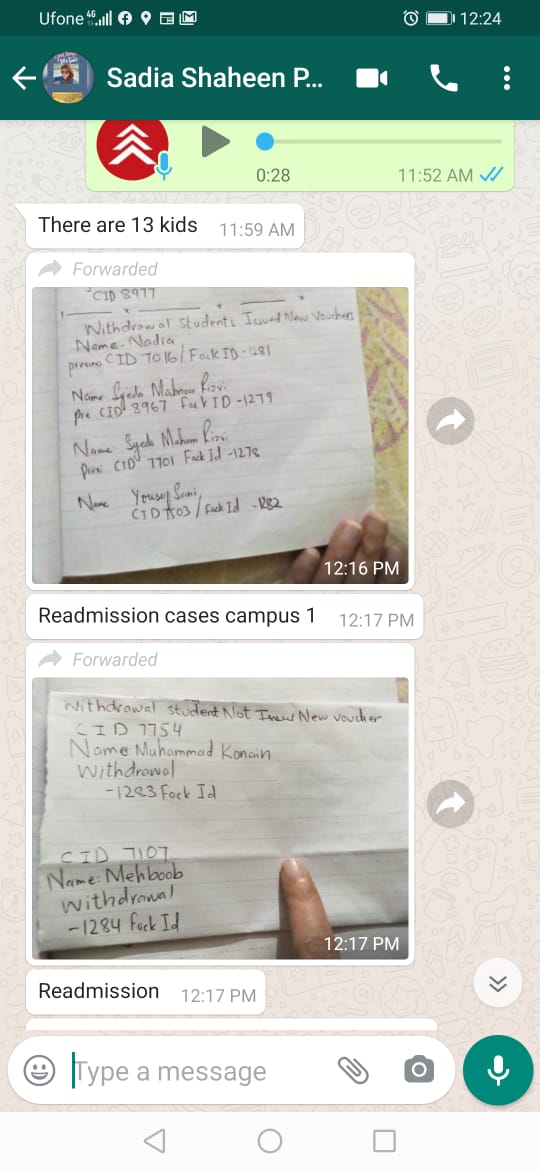 Ufone 4G 12:24
Sadia Shaheen P...
0:28 11:52 AM
There are 13 kids 11:59 AM
Forwarded
CID 8977
Withdrawal Students Issued New Vouchers
Name. Nadia
CID 7016 / Fack ID -1281
Name Syeda Mahnoor Rizvi
Pre CID 8967 Fack ID -1279
Name Syeda Maham Rizvi
CID 7701 Fack Id -1278
Name Yousuf Sami
/ Fack Id -1282
12:16 PM
Readmission cases campus 1 12:17 PM
Forwarded
Withdrawal student Not New voucher
CID 7754
Name Muhammad Konain
Withdrawal
-1283 Fack Id
CID 7107
Name: Mehboob
Withdrawal
-1284 Fack Id
12:17 PM
Readmission 12:17 PM
Type a message